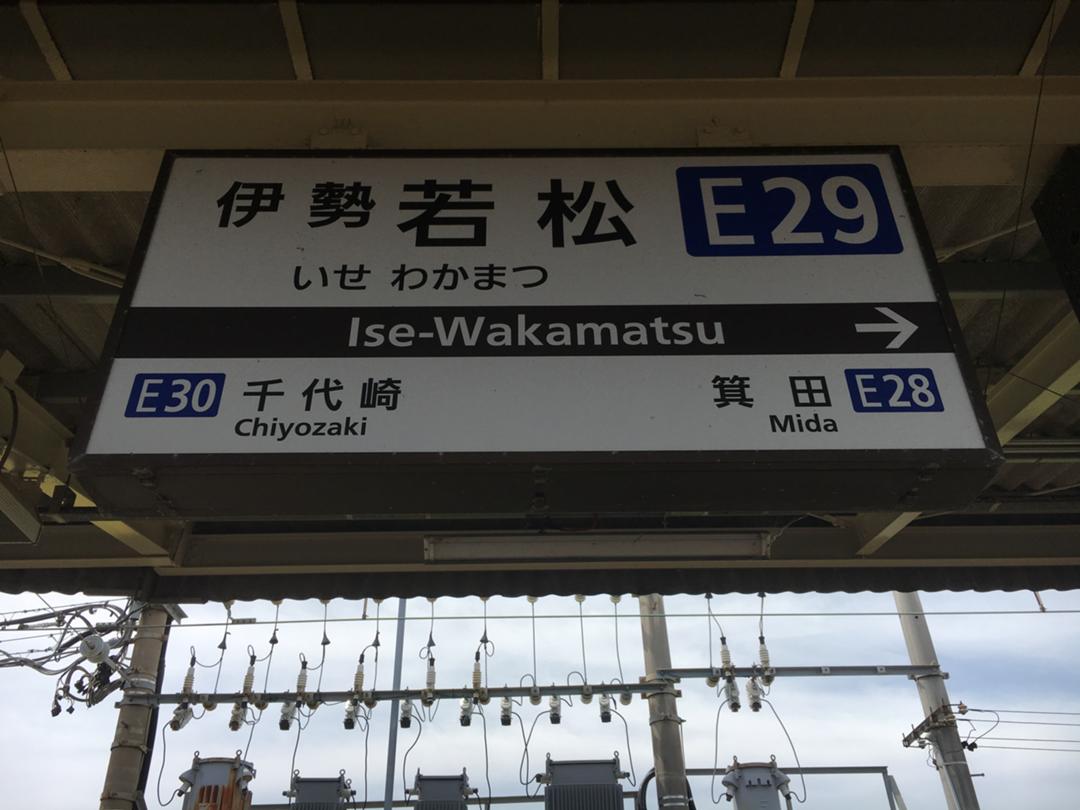 伊勢若松 E29
いせ わかまつ
Ise-Wakamatsu →
E30 千代崎 箕田 E28
Chiyozaki Mida